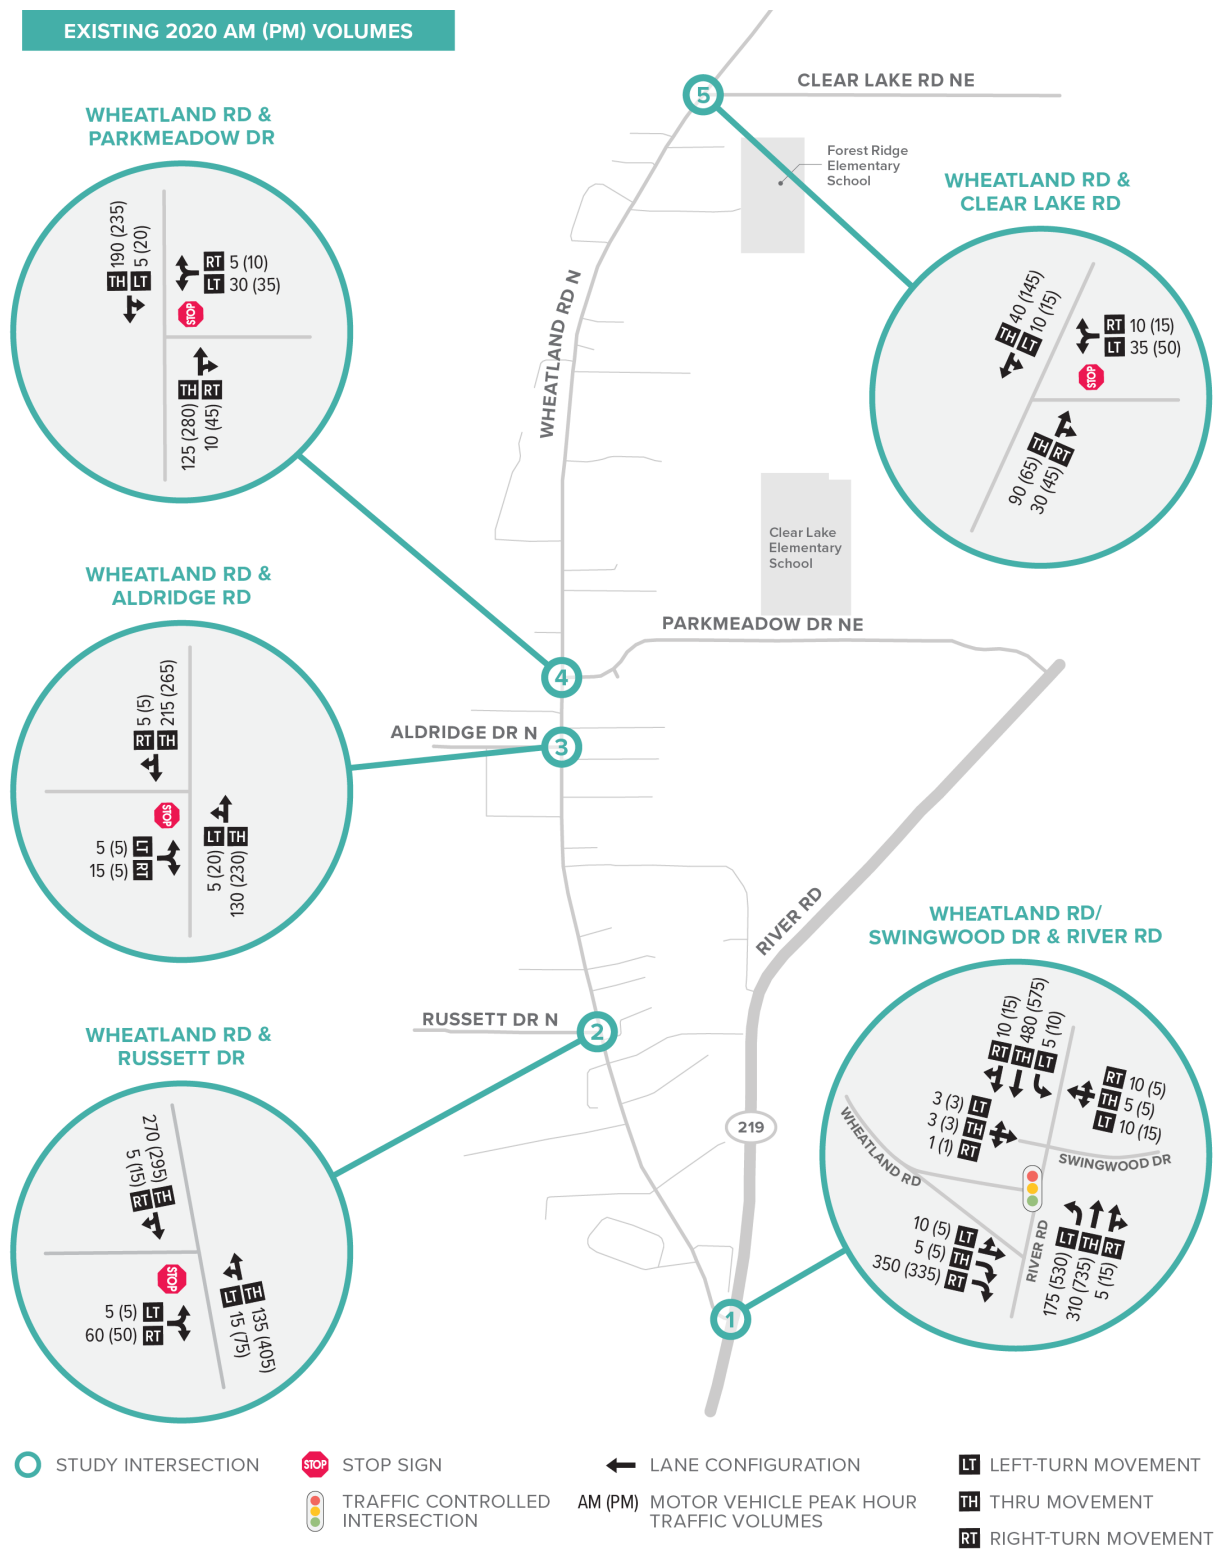 EXISTING 2020 AM (PM) VOLUMES
CLEAR LAKE RD NE
5
Forest Ridge
Elementary
School
WHEATLAND RD &
PARKMEADOW DR
190 (235)
5 (20)
TH LT
RT 5 (10)
LT 30 (35)
STOP
TH RT
125 (280)
10 (45)
WHEATLAND RD &
CLEAR LAKE RD
40 (145)
10 (15)
TH LT
RT 10 (15)
LT 35 (50)
STOP
TH RT
90 (65)
30 (45)
WHEATLAND RD N
Clear Lake
Elementary
School
PARKMEADOW DR NE
4
WHEATLAND RD &
ALDRIDGE RD
5 (5)
215 (265)
RT TH
STOP
5 (5) LT
15 (5) RT
LT TH
5 (20)
130 (230)
ALDRIDGE DR N
3
RIVER RD
WHEATLAND RD/
SWINGWOOD DR & RIVER RD
10 (15)
480 (575)
5 (10)
RT TH LT
RT 10 (5)
TH 5 (5)
LT 10 (15)
3 (3) LT
3 (3) TH
1 (1) RT
WHEATLAND RD
SWINGWOOD DR
RIVER RD
10 (5) LT
5 (5) TH
350 (335) RT
LT TH RT
175 (530)
310 (735)
5 (15)
RUSSETT DR N
2
WHEATLAND RD &
RUSSETT DR
270 (295)
5 (15)
RT TH
STOP
5 (5) LT
60 (50) RT
LT TH
135 (405)
15 (75)
219
1
STUDY INTERSECTION
STOP STOP SIGN
TRAFFIC CONTROLLED
INTERSECTION
LANE CONFIGURATION
AM (PM) MOTOR VEHICLE PEAK HOUR
TRAFFIC VOLUMES
LT LEFT-TURN MOVEMENT
TH THRU MOVEMENT
RT RIGHT-TURN MOVEMENT